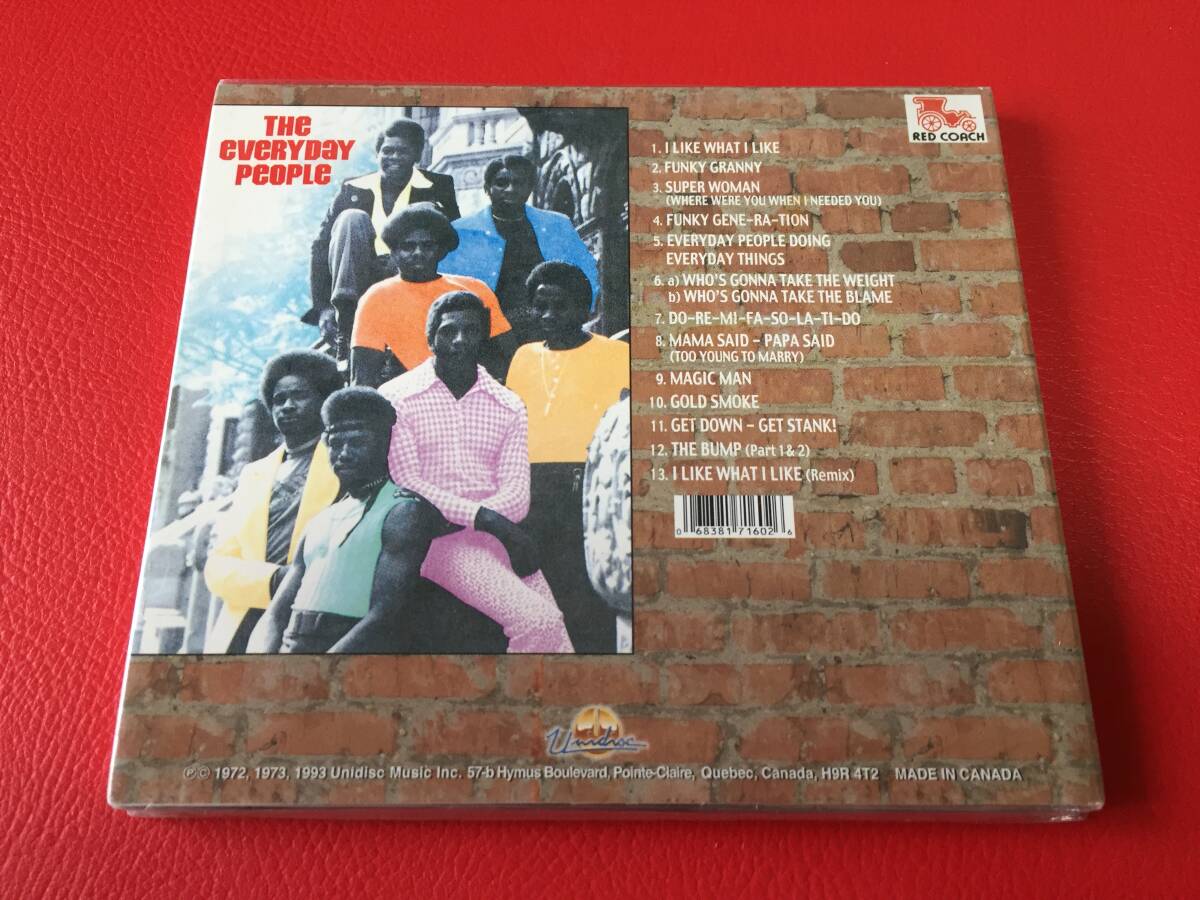 THE
EVERYDAY
PEOPLE
RED COACH
1. I LIKE WHAT I LIKE
2. FUNKY GRANNY
3. SUPER WOMAN
(WHERE WERE YOU WHEN I NEEDED YOU)
4. FUNKY GENE-RA-TION
5. EVERYDAY PEOPLE DOING
EVERYDAY THINGS
6. a) WHO'S GONNA TAKE THE WEIGHT
b) WHO'S GONNA TAKE THE BLAME
7. DO-RE-MI-FA-SO-LA-TI-DO
8. MAMA SAID - PAPA SAID
(TOO YOUNG TO MARRY)
9. MAGIC MAN
10. GOLD SMOKE
11. GET DOWN - GET STANK!
12. THE BUMP (Part 1 & 2)
13. I LIKE WHAT I LIKE (Remix)
0 68381 71602 6
Unidisc
℗© 1972, 1973, 1993 Unidisc Music Inc. 57-b Hymus Boulevard, Pointe-Claire, Quebec, Canada, H9R 4T2 MADE IN CANADA